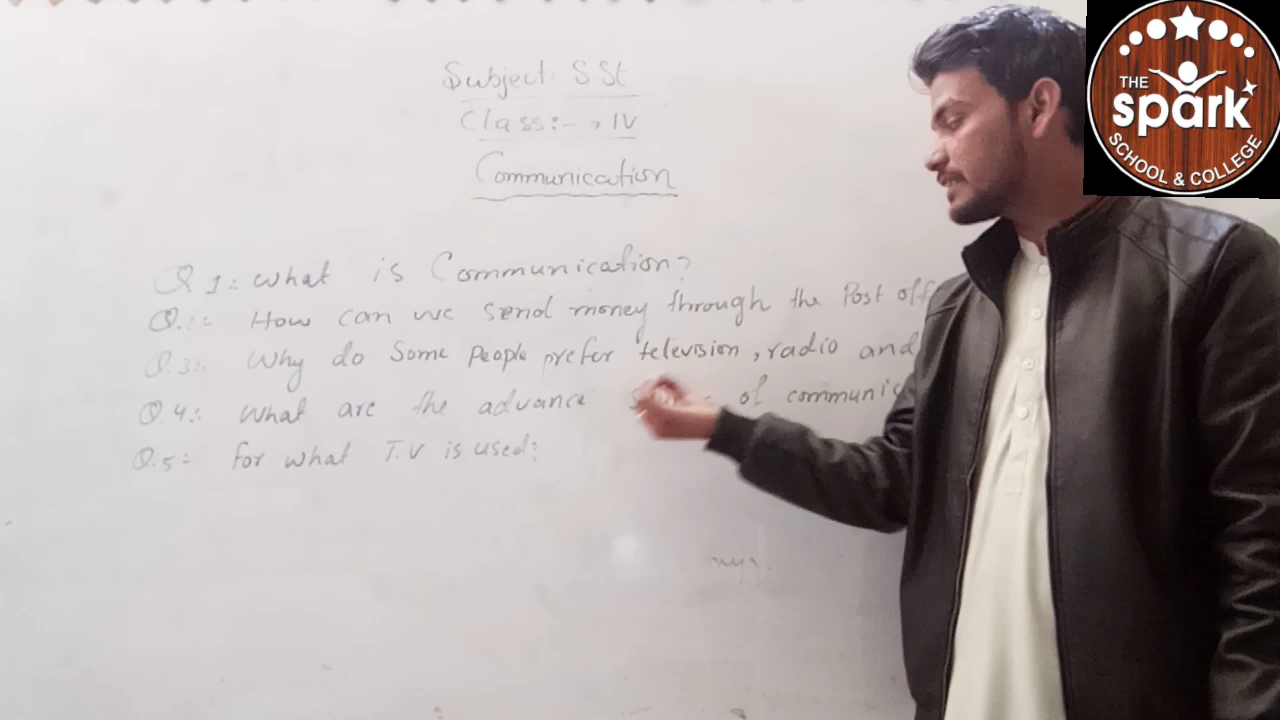 Subject: S.St
Class:- → IV
Communication
Q.1: What is Communication?
Q.2: How can we send money through the Post off
Q.3: Why do Some People prefer television, radio and
Q.4: What are the advance of communic
Q.5: for what T.V is used?
THE
spark
SCHOOL & COLLEGE